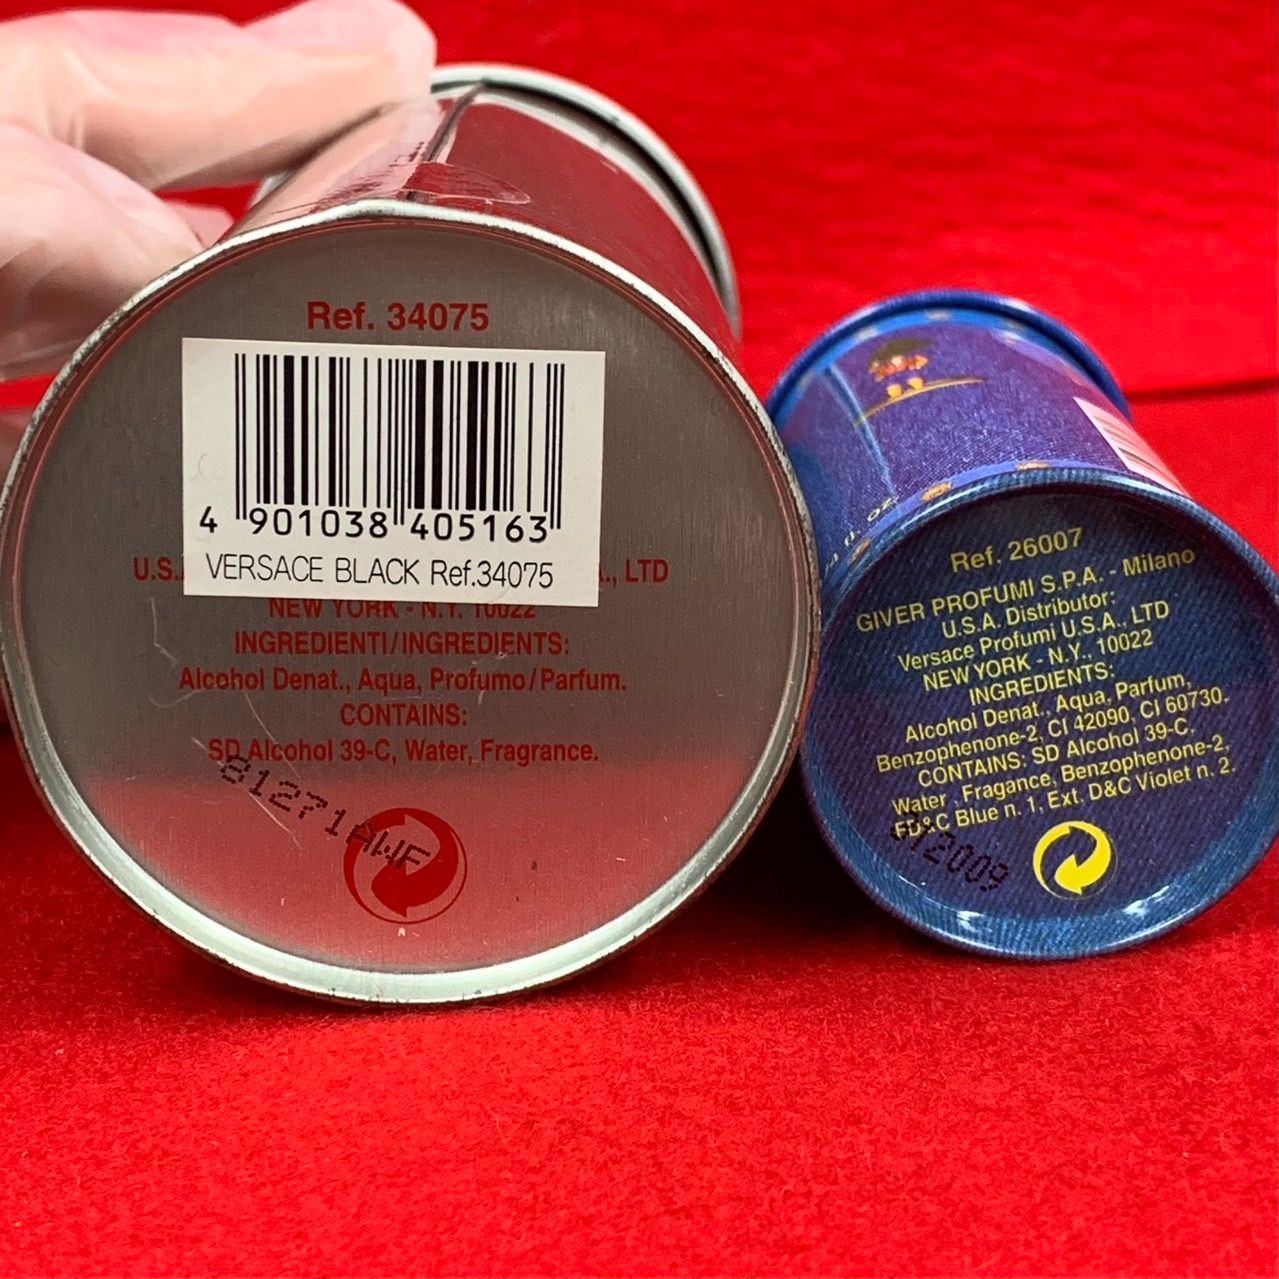 Ref. 34075
4 901038 405163
VERSACE BLACK Ref.34075
U.S. ., LTD
NEW YORK - N.Y. 10022
INGREDIENTI/INGREDIENTS:
Alcohol Denat., Aqua, Profumo/Parfum.
CONTAINS:
SD Alcohol 39-C, Water, Fragrance.
81271AWF
fl. oz.
Ref. 26007
GIVER PROFUMI S.P.A. - Milano
U.S.A. Distributor:
Versace Profumi U.S.A., LTD
NEW YORK - N.Y., 10022
INGREDIENTS:
Alcohol Denat., Aqua, Parfum,
Benzophenone-2, CI 42090, CI 60730.
CONTAINS: SD Alcohol 39-C,
Water , Fragance, Benzophenone-2,
FD&C Blue n. 1, Ext. D&C Violet n. 2.